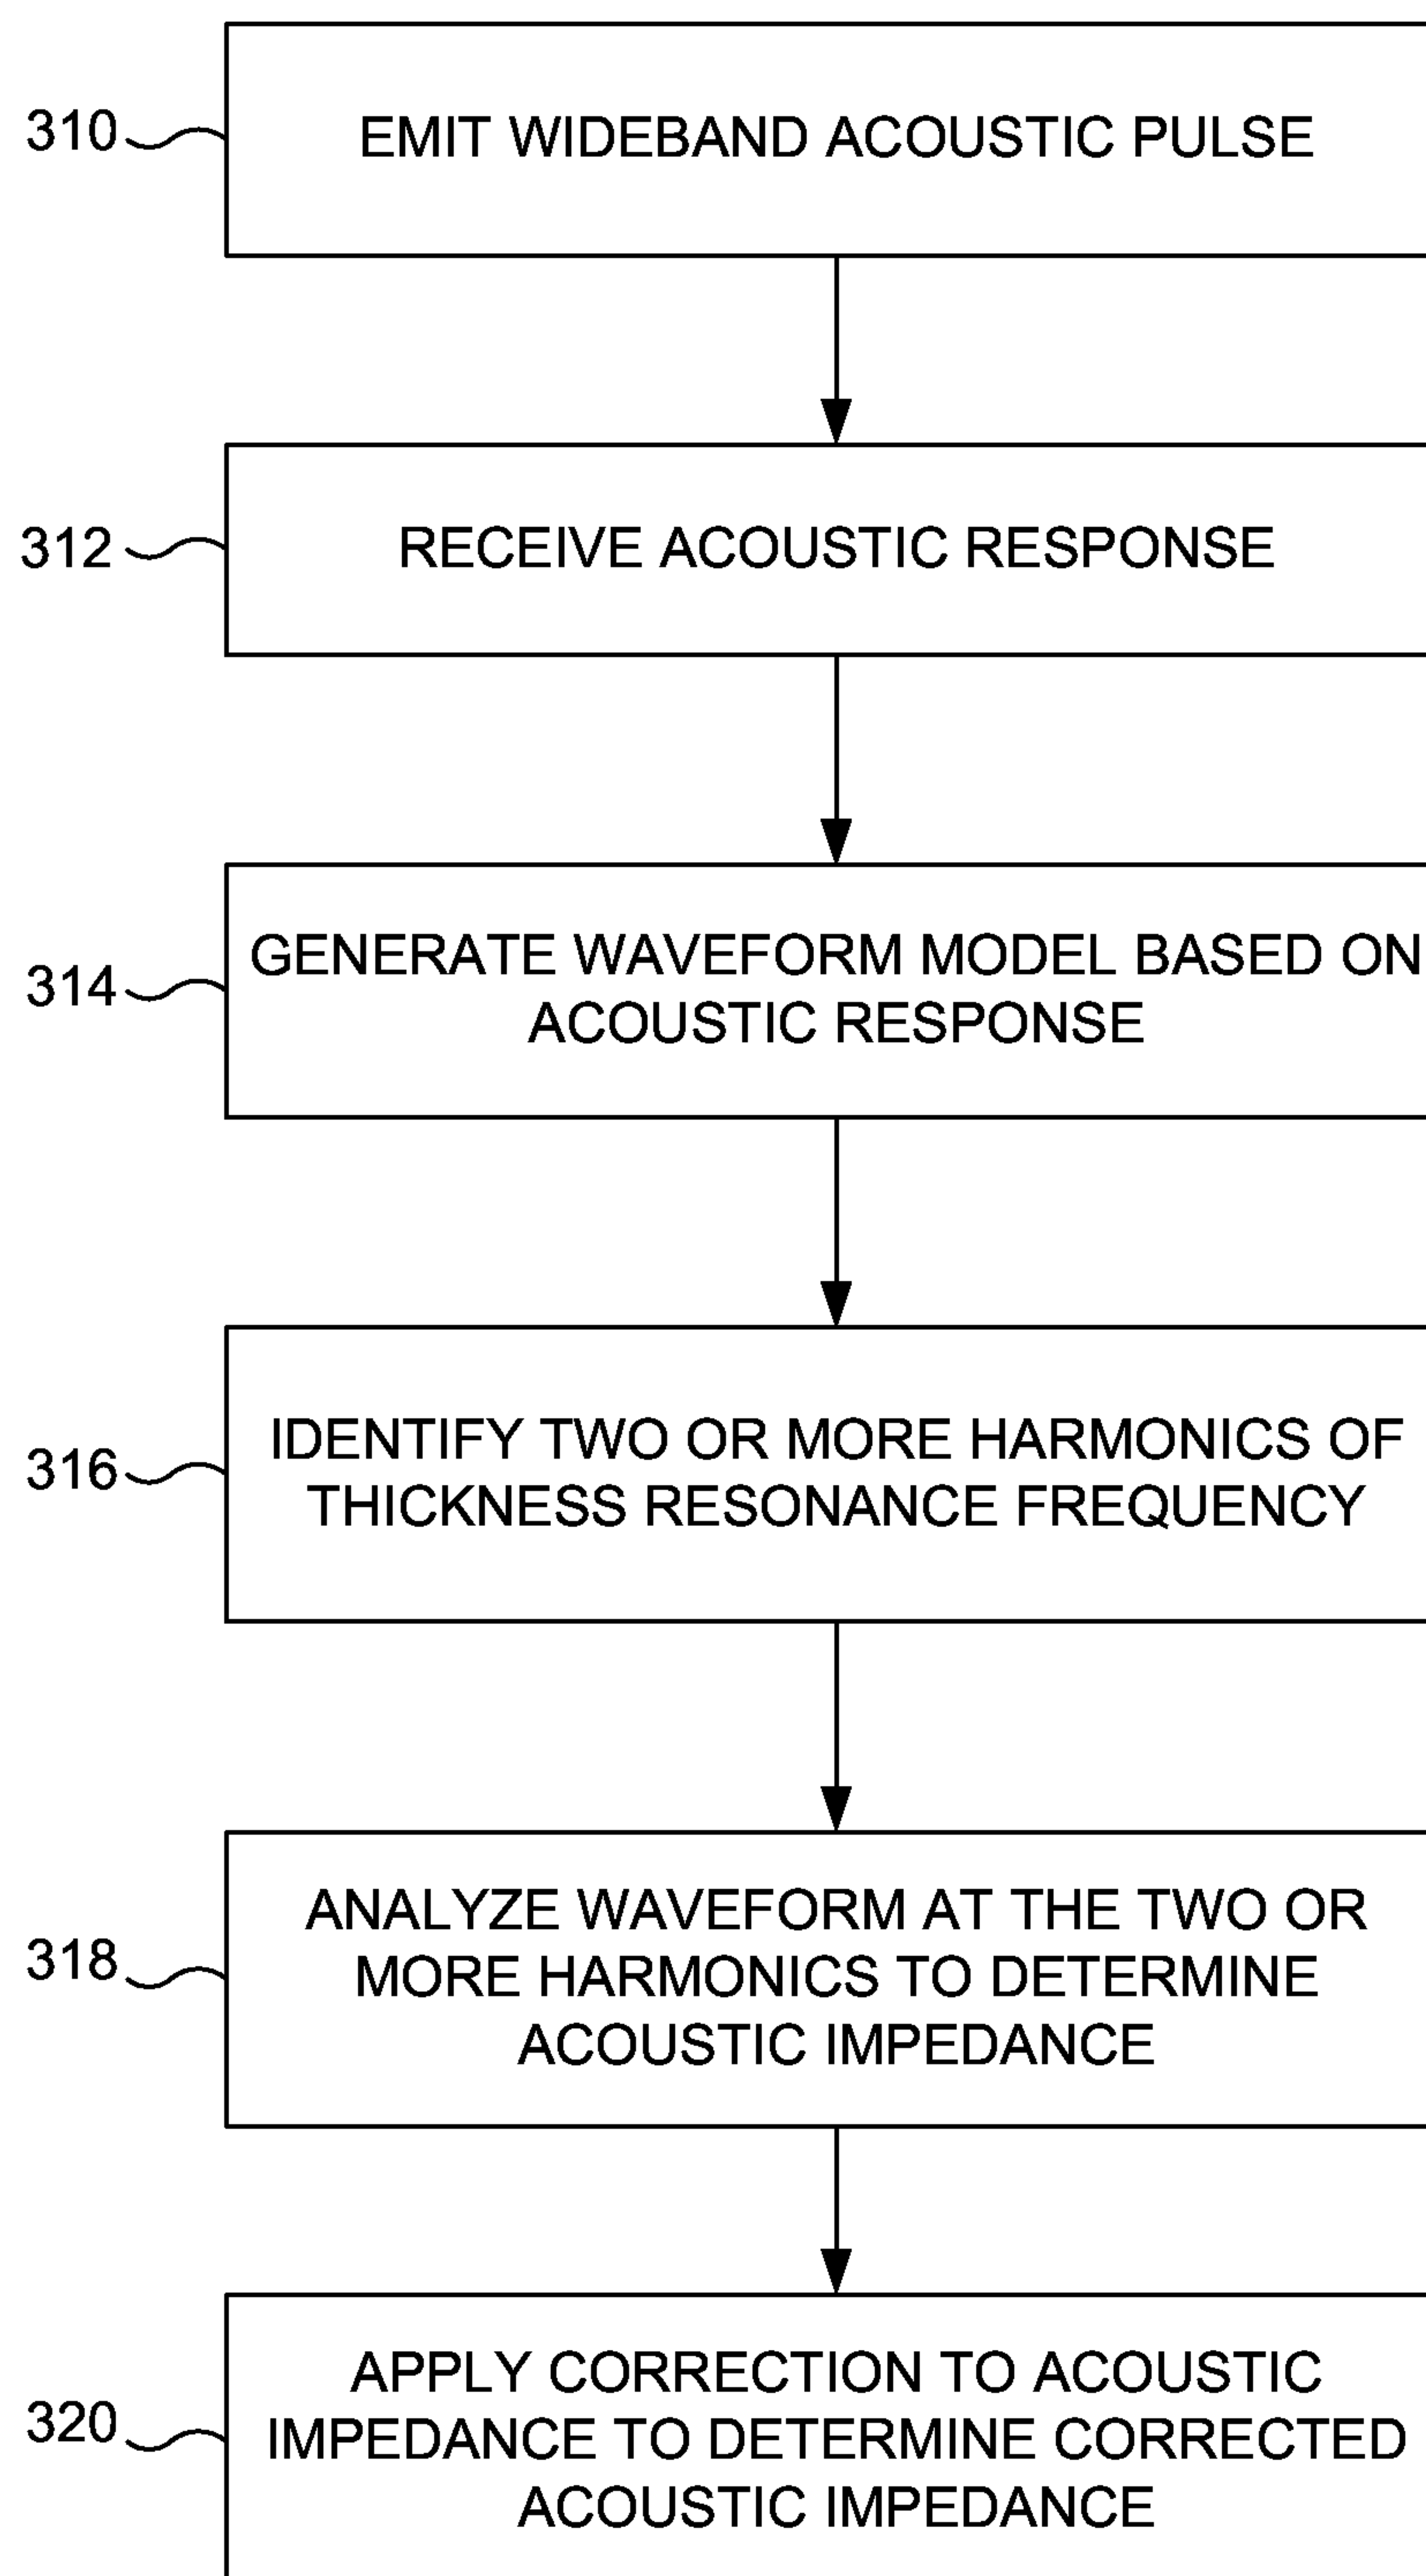 310
EMIT WIDEBAND ACOUSTIC PULSE
312
RECEIVE ACOUSTIC RESPONSE
314
GENERATE WAVEFORM MODEL BASED ON
ACOUSTIC RESPONSE
316
IDENTIFY TWO OR MORE HARMONICS OF
THICKNESS RESONANCE FREQUENCY
318
ANALYZE WAVEFORM AT THE TWO OR
MORE HARMONICS TO DETERMINE
ACOUSTIC IMPEDANCE
320
APPLY CORRECTION TO ACOUSTIC
IMPEDANCE TO DETERMINE CORRECTED
ACOUSTIC IMPEDANCE